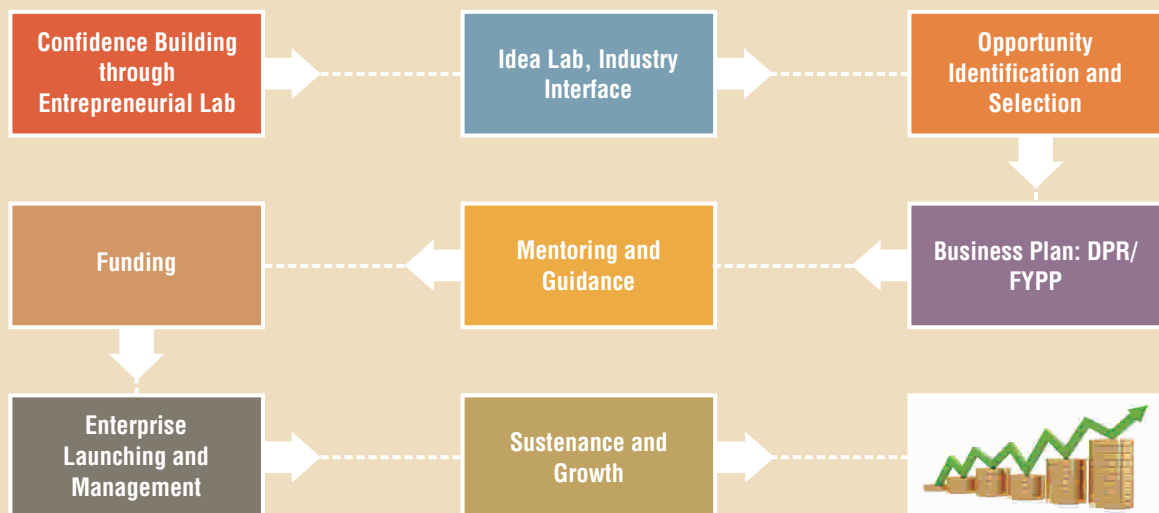 Confidence Building
through
Entrepreneurial Lab
Idea Lab, Industry
Interface
Opportunity
Identification and
Selection
Funding
Mentoring and
Guidance
Business Plan: DPR/
FYPP
Enterprise
Launching and
Management
Sustenance and
Growth